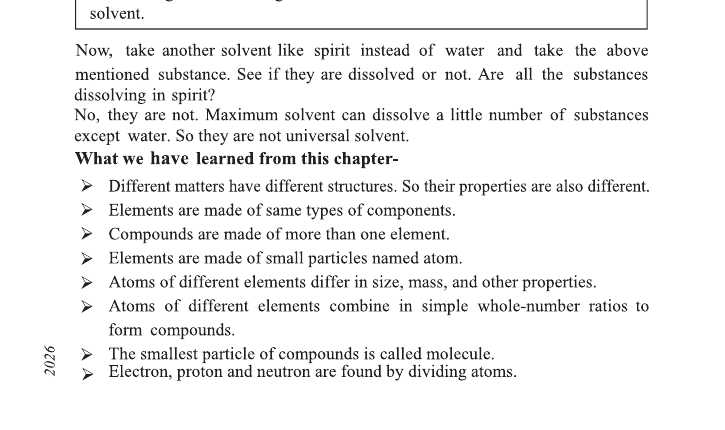 solvent.
Now, take another solvent like spirit instead of water and take the above
mentioned substance. See if they are dissolved or not. Are all the substances
dissolving in spirit?
No, they are not. Maximum solvent can dissolve a little number of substances
except water. So they are not universal solvent.
What we have learned from this chapter-
➢ Different matters have different structures. So their properties are also different.
➢ Elements are made of same types of components.
➢ Compounds are made of more than one element.
➢ Elements are made of small particles named atom.
➢ Atoms of different elements differ in size, mass, and other properties.
➢ Atoms of different elements combine in simple whole-number ratios to
form compounds.
➢ The smallest particle of compounds is called molecule.
➢ Electron, proton and neutron are found by dividing atoms.
2026